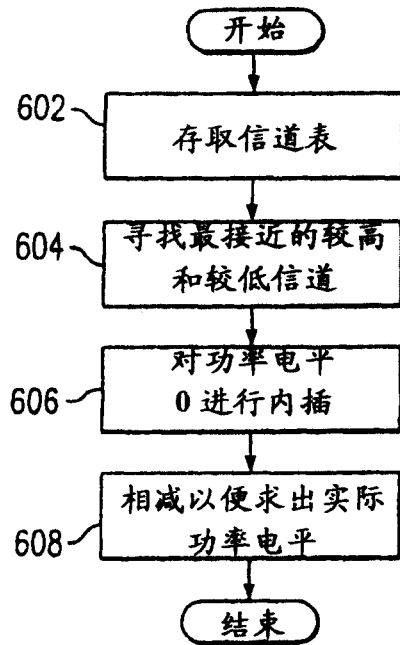 开始
602
存取信道表
604
寻找最接近的较高
和较低信道
606
对功率电平
0 进行内插
608
相减以便求出实际
功率电平
结束